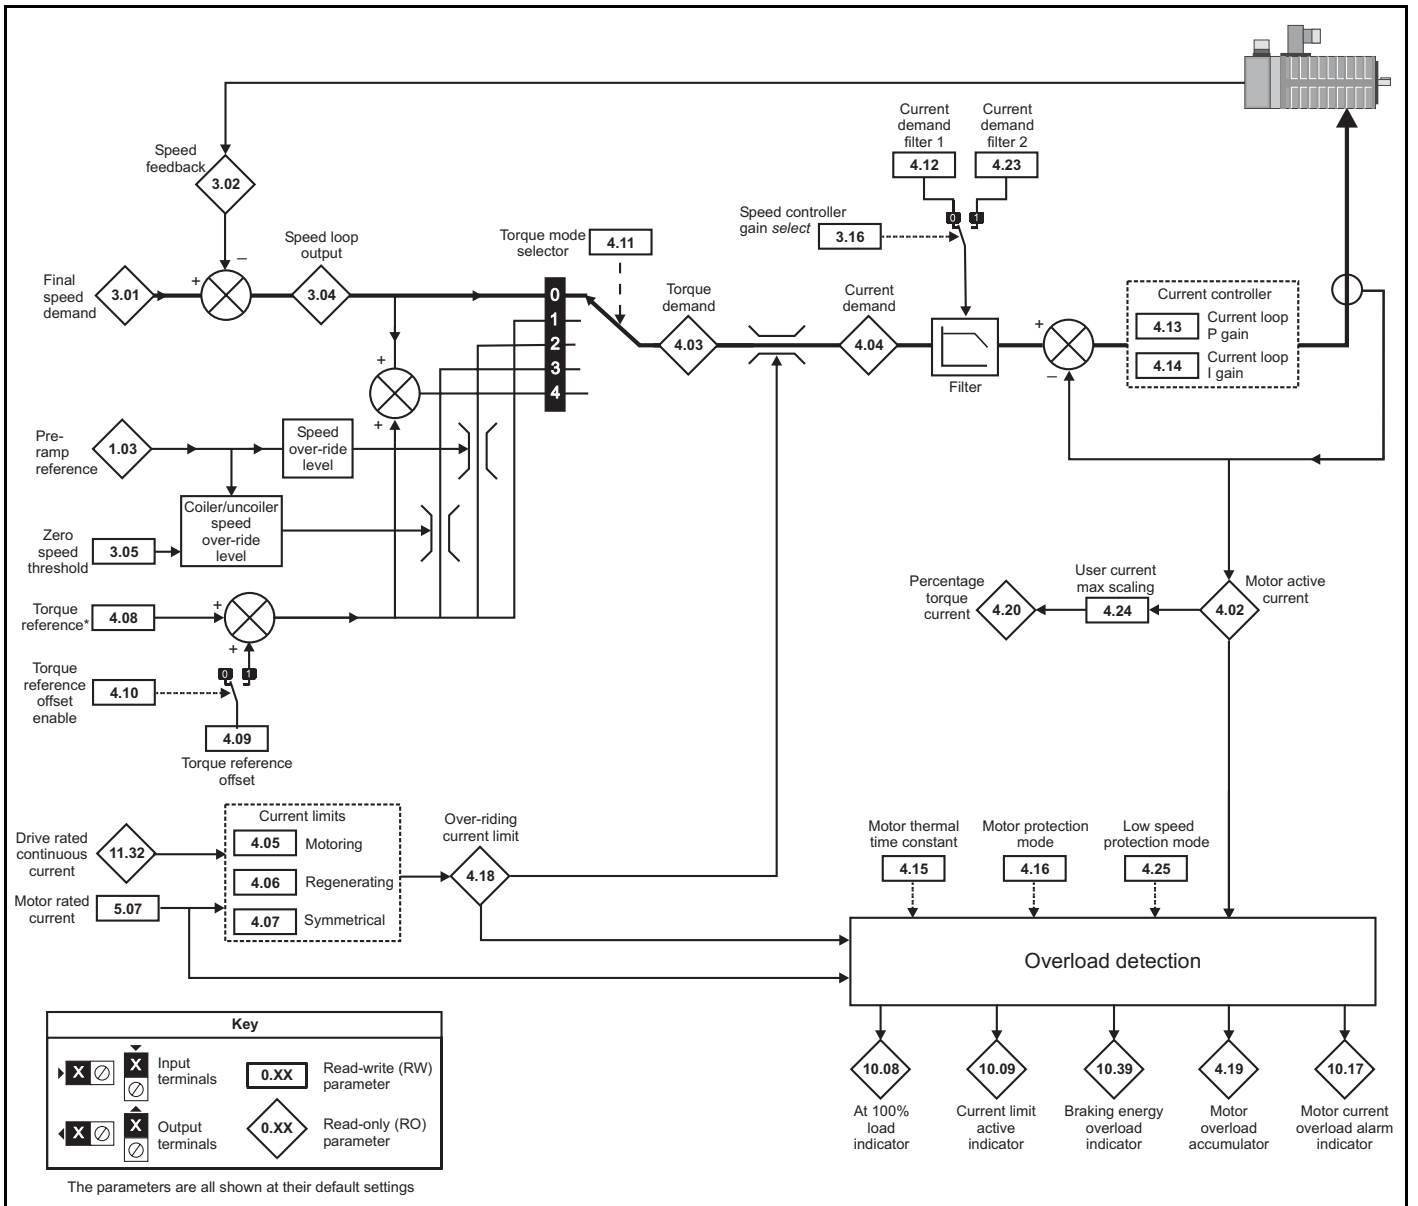 Current
demand
filter 1
4.12
Current
demand
filter 2
4.23
Speed
feedback
3.02
Speed controller
gain select
3.16
0
1
Torque mode
selector
4.11
Speed loop
output
3.04
Final
speed
demand
3.01
+
–
0
1
2
3
4
Torque
demand
4.03
Current
demand
4.04
Filter
+
–
Current controller
4.13
Current loop
P gain
4.14
Current loop
I gain
+
+
Pre-
ramp
reference
1.03
Speed
over-ride
level
Coiler/uncoiler
speed
over-ride
level
Zero
speed
threshold
3.05
Torque
reference*
4.08
+
+
0
1
Torque
reference
offset
enable
4.10
4.09
Torque reference
offset
Percentage
torque
current
4.20
User current
max scaling
4.24
4.02
Motor active
current
Drive rated
continuous
current
11.32
Motor rated
current
5.07
Current limits
4.05
Motoring
4.06
Regenerating
4.07
Symmetrical
Over-riding
current limit
4.18
Motor thermal
time constant
4.15
Motor protection
mode
4.16
Low speed
protection mode
4.25
Overload detection
10.08
At 100%
load
indicator
10.09
Current limit
active
indicator
10.39
Braking energy
overload
indicator
4.19
Motor
overload
accumulator
10.17
Motor current
overload alarm
indicator
Key
X
X
Input
terminals
0.XX
Read-write (RW)
parameter
X
X
Output
terminals
0.XX
Read-only (RO)
parameter
The parameters are all shown at their default settings